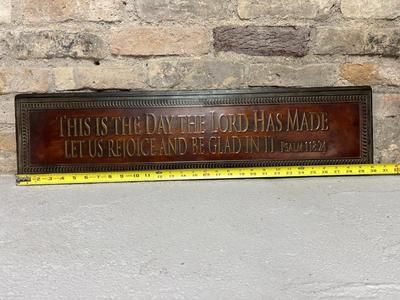 THIS IS THE DAY THE LORD HAS MADE
LET US REJOICE AND BE GLAD IN IT PSALM 118:24